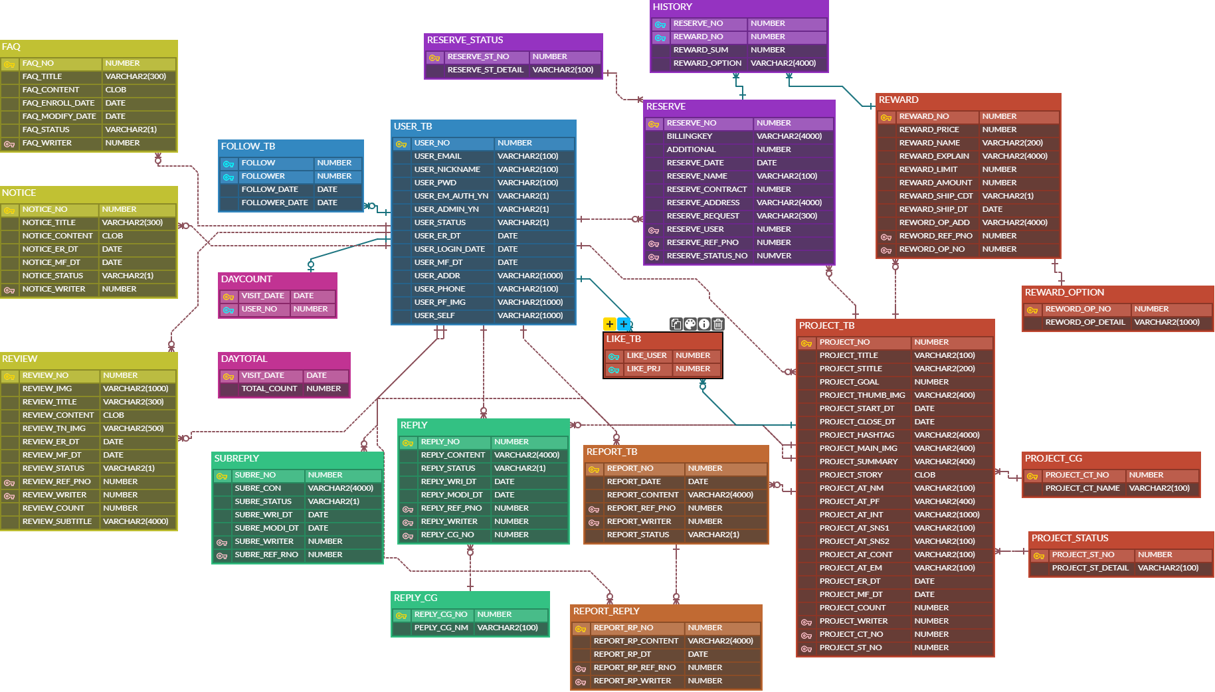 FAQ
FAQ_NO NUMBER
FAQ_TITLE VARCHAR2(300)
FAQ_CONTENT CLOB
FAQ_ENROLL_DATE DATE
FAQ_MODIFY_DATE DATE
FAQ_STATUS VARCHAR2(1)
FAQ_WRITER NUMBER
NOTICE
NOTICE_NO NUMBER
NOTICE_TITLE VARCHAR2(300)
NOTICE_CONTENT CLOB
NOTICE_ER_DT DATE
NOTICE_MF_DT DATE
NOTICE_STATUS VARCHAR2(1)
NOTICE_WRITER NUMBER
REVIEW
REVIEW_NO NUMBER
REVIEW_IMG VARCHAR2(1000)
REVIEW_TITLE VARCHAR2(300)
REVIEW_CONTENT CLOB
REVIEW_TN_IMG VARCHAR2(500)
REVIEW_ER_DT DATE
REVIEW_MF_DT DATE
REVIEW_STATUS VARCHAR2(1)
REVIEW_REF_PNO NUMBER
REVIEW_WRITER NUMBER
REVIEW_COUNT NUMBER
REVIEW_SUBTITLE VARCHAR2(4000)
FOLLOW_TB
FOLLOW NUMBER
FOLLOWER NUMBER
FOLLOW_DATE DATE
FOLLOWER_DATE DATE
DAYCOUNT
VISIT_DATE DATE
USER_NO NUMBER
DAYTOTAL
VISIT_DATE DATE
TOTAL_COUNT NUMBER
SUBREPLY
SUBRE_NO NUMBER
SUBRE_CON VARCHAR2(4000)
SUBRE_STATUS VARCHAR2(1)
SUBRE_WRI_DT DATE
SUBRE_MODI_DT DATE
SUBRE_WRITER NUMBER
SUBRE_REF_RNO NUMBER
USER_TB
USER_NO NUMBER
USER_EMAIL VARCHAR2(100)
USER_NICKNAME VARCHAR2(100)
USER_PWD VARCHAR2(100)
USER_EM_AUTH_YN VARCHAR2(1)
USER_ADMIN_YN VARCHAR2(1)
USER_STATUS VARCHAR2(1)
USER_ER_DT DATE
USER_LOGIN_DATE DATE
USER_MF_DT DATE
USER_ADDR VARCHAR2(1000)
USER_PHONE VARCHAR2(100)
USER_PF_IMG VARCHAR2(1000)
USER_SELF VARCHAR2(1000)
REPLY
REPLY_NO NUMBER
REPLY_CONTENT VARCHAR2(4000)
REPLY_STATUS VARCHAR2(1)
REPLY_WRI_DT DATE
REPLY_MODI_DT DATE
REPLY_REF_PNO NUMBER
REPLY_WRITER NUMBER
REPLY_CG_NO NUMBER
REPLY_CG
REPLY_CG_NO NUMBER
PEPLY_CG_NM VARCHAR2(100)
RESERVE_STATUS
RESERVE_ST_NO NUMBER
RESERVE_ST_DETAIL VARCHAR2(100)
HISTORY
RESERVE_NO NUMBER
REWARD_NO NUMBER
REWARD_SUM NUMBER
REWARD_OPTION VARCHAR2(4000)
RESERVE
RESERVE_NO NUMBER
BILLINGKEY VARCHAR2(4000)
ADDITIONAL NUMBER
RESERVE_DATE DATE
RESERVE_NAME VARCHAR2(100)
RESERVE_CONTRACT NUMBER
RESERVE_ADDRESS VARCHAR2(4000)
RESERVE_REQUEST VARCHAR2(300)
RESERVE_USER NUMBER
RESERVE_REF_PNO NUMBER
RESERVE_STATUS_NO NUMVER
LIKE_TB
LIKE_USER NUMBER
LIKE_PRJ NUMBER
REPORT_TB
REPORT_NO NUMBER
REPORT_DATE DATE
REPORT_CONTENT VARCHAR2(4000)
REPORT_REF_PNO NUMBER
REPORT_WRITER NUMBER
REPORT_STATUS VARCHAR2(1)
REPORT_REPLY
REPORT_RP_NO NUMBER
REPORT_RP_CONTENT VARCHAR2(4000)
REPORT_RP_DT DATE
REPORT_RP_REF_RNO NUMBER
REPORT_RP_WRITER NUMBER
REWARD
REWARD_NO NUMBER
REWARD_PRICE NUMBER
REWARD_NAME VARCHAR2(200)
REWARD_EXPLAIN VARCHAR2(4000)
REWARD_LIMIT NUMBER
REWARD_AMOUNT NUMBER
REWARD_SHIP_CDT VARCHAR2(1)
REWARD_SHIP_DT DATE
REWARD_OP_ADD VARCHAR2(4000)
REWORD_REF_PNO NUMBER
REWORD_OP_NO NUMBER
REWARD_OPTION
REWORD_OP_NO NUMBER
REWORD_OP_DETAIL VARCHAR2(1000)
PROJECT_TB
PROJECT_NO NUMBER
PROJECT_TITLE VARCHAR2(100)
PROJECT_STITLE VARCHAR2(200)
PROJECT_GOAL NUMBER
PROJECT_THUMB_IMG VARCHAR2(400)
PROJECT_START_DT DATE
PROJECT_CLOSE_DT DATE
PROJECT_HASHTAG VARCHAR2(4000)
PROJECT_MAIN_IMG VARCHAR2(400)
PROJECT_SUMMARY VARCHAR2(400)
PROJECT_STORY CLOB
PROJECT_AT_NM VARCHAR2(100)
PROJECT_AT_PF VARCHAR2(400)
PROJECT_AT_INT VARCHAR2(1000)
PROJECT_AT_SNS1 VARCHAR2(100)
PROJECT_AT_SNS2 VARCHAR2(100)
PROJECT_AT_CONT VARCHAR2(100)
PROJECT_AT_EM VARCHAR2(100)
PROJECT_ER_DT DATE
PROJECT_MF_DT DATE
PROJECT_COUNT NUMBER
PROJECT_WRITER NUMBER
PROJECT_CT_NO NUMBER
PROJECT_ST_NO NUMBER
PROJECT_CG
PROJECT_CT_NO NUMBER
PROJECT_CT_NAME VARCHAR2(100)
PROJECT_STATUS
PROJECT_ST_NO NUMBER
PROJECT_ST_DETAIL VARCHAR2(100)